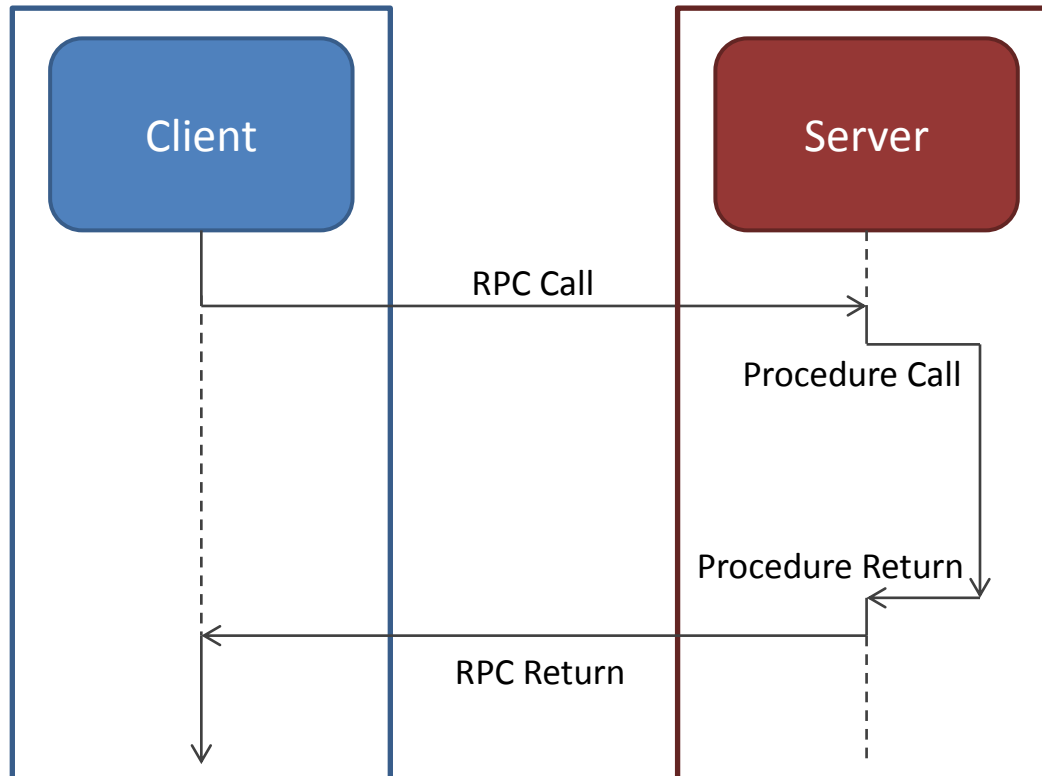 Client
Server
RPC Call
Procedure Call
Procedure Return
RPC Return